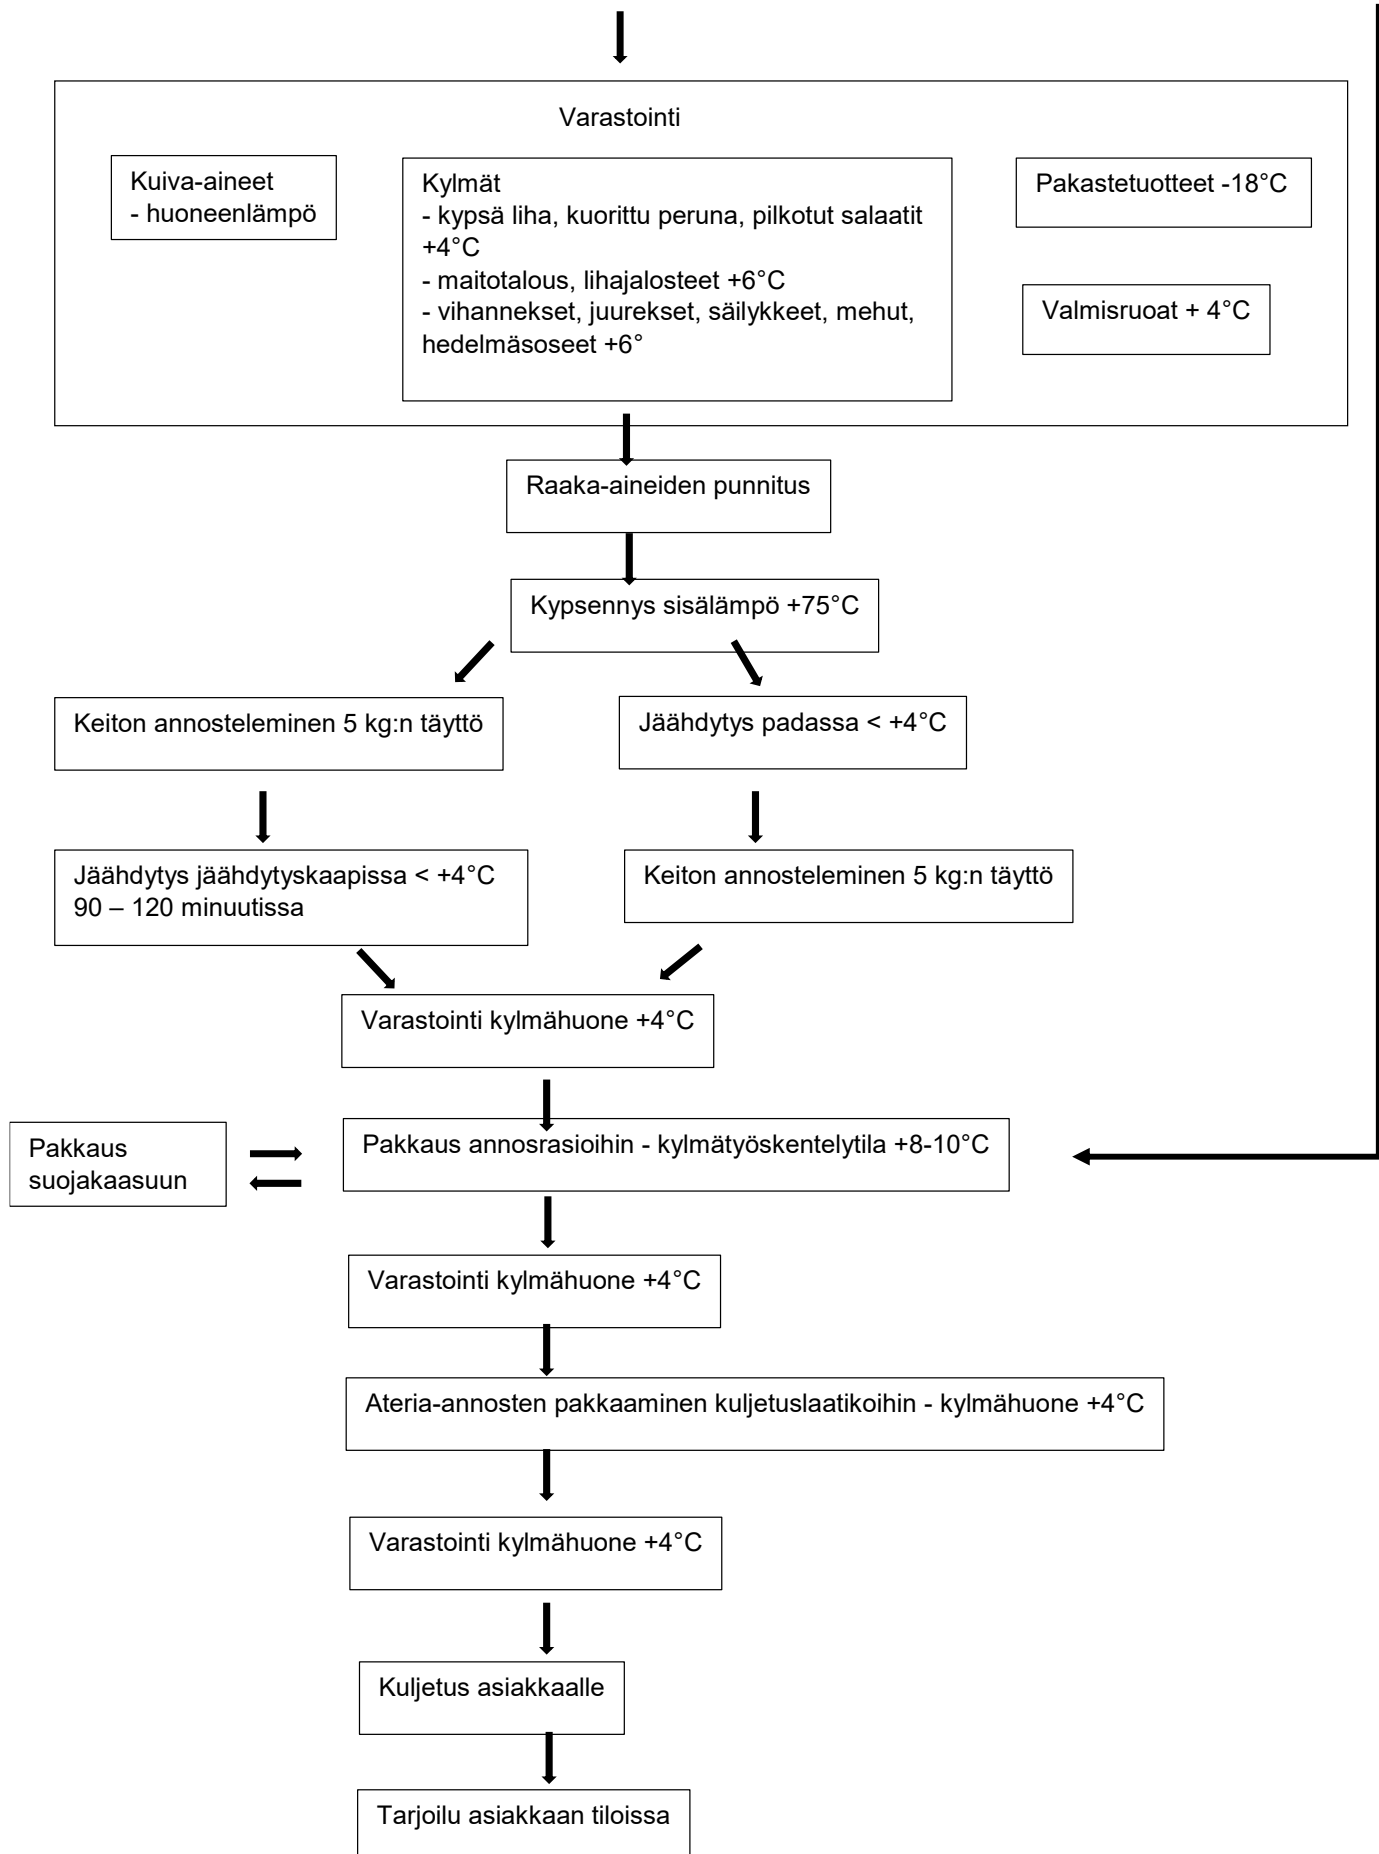 Varastointi
Kuiva-aineet
- huoneenlämpö
Kylmät
- kypsä liha, kuorittu peruna, pilkotut salaatit
+4°C
- maitotalous, lihajalosteet +6°C
- vihannekset, juurekset, säilykkeet, mehut,
hedelmäsoseet +6°
Pakastetuotteet -18°C
Valmisruoat + 4°C
Raaka-aineiden punnitus
Kypsennys sisälämpö +75°C
Keiton annosteleminen 5 kg:n täyttö
Jäähdytys padassa < +4°C
Jäähdytys jäähdytyskaapissa < +4°C
90 – 120 minuutissa
Keiton annosteleminen 5 kg:n täyttö
Varastointi kylmähuone +4°C
Pakkaus
suojakaasuun
Pakkaus annosrasioihin - kylmätyöskentelytila +8-10°C
Varastointi kylmähuone +4°C
Ateria-annosten pakkaaminen kuljetuslaatikoihin - kylmähuone +4°C
Varastointi kylmähuone +4°C
Kuljetus asiakkaalle
Tarjoilu asiakkaan tiloissa